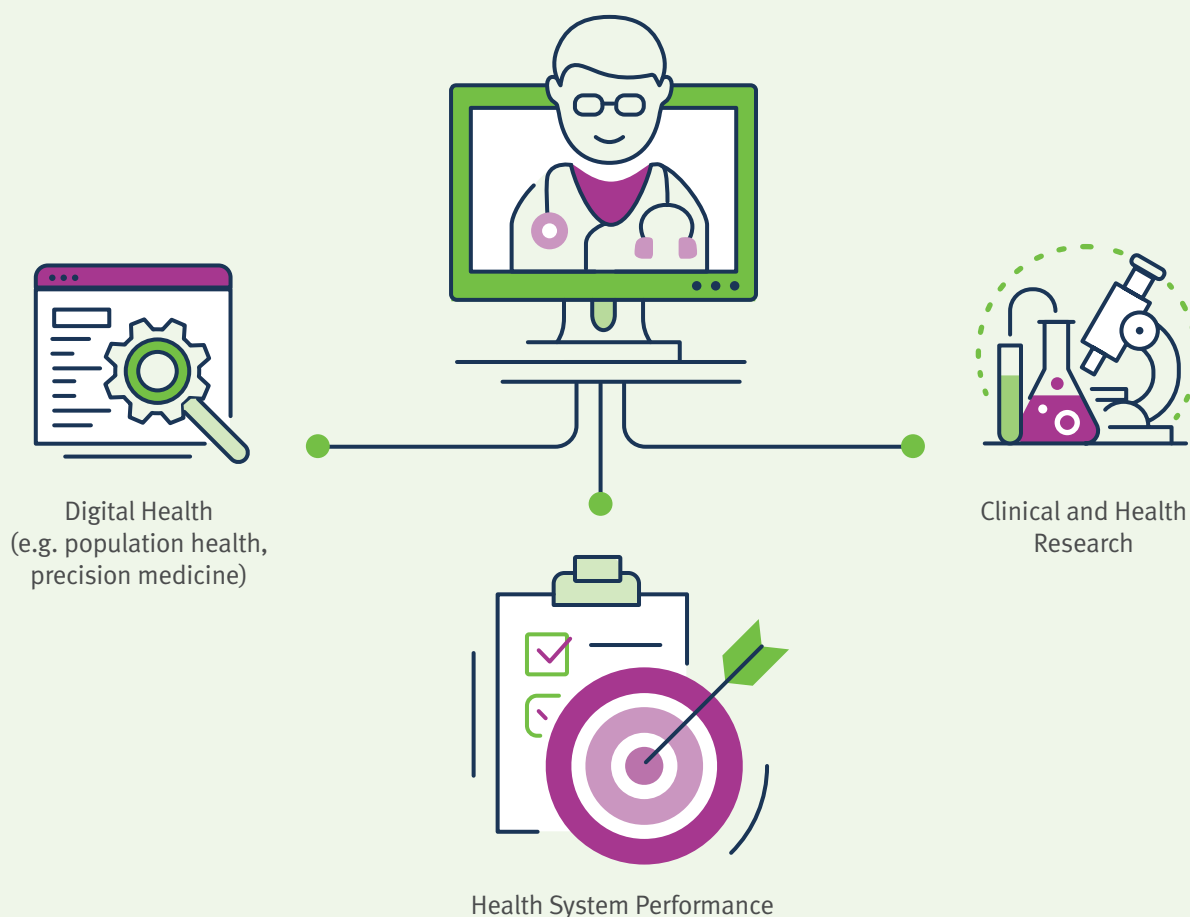 Digital Health
(e.g. population health,
precision medicine)
Clinical and Health
Research
Health System Performance